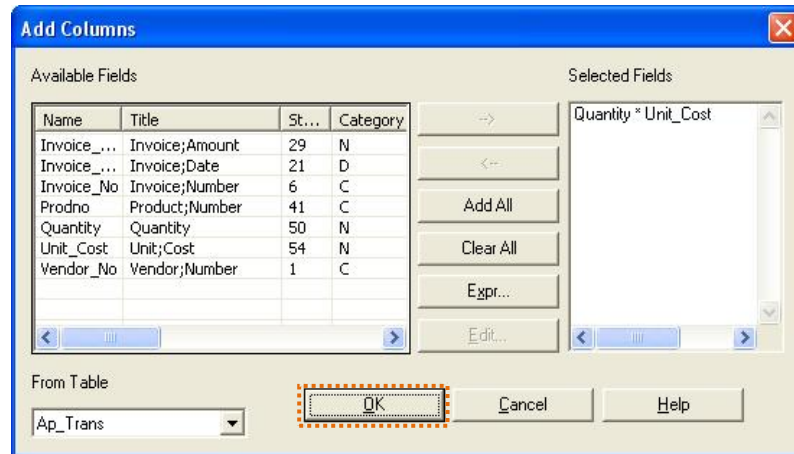 Add Columns
Available Fields
Selected Fields
Name Title St... Category
Invoice_... Invoice;Amount 29 N
Invoice_... Invoice;Date 21 D
Invoice_No Invoice;Number 6 C
Prodno Product;Number 41 C
Quantity Quantity 50 N
Unit_Cost Unit;Cost 54 N
Vendor_No Vendor;Number 1 C
-->
<--
Add All
Clear All
Expr...
Edit...
Quantity * Unit_Cost
From Table
Ap_Trans
OK
Cancel
Help